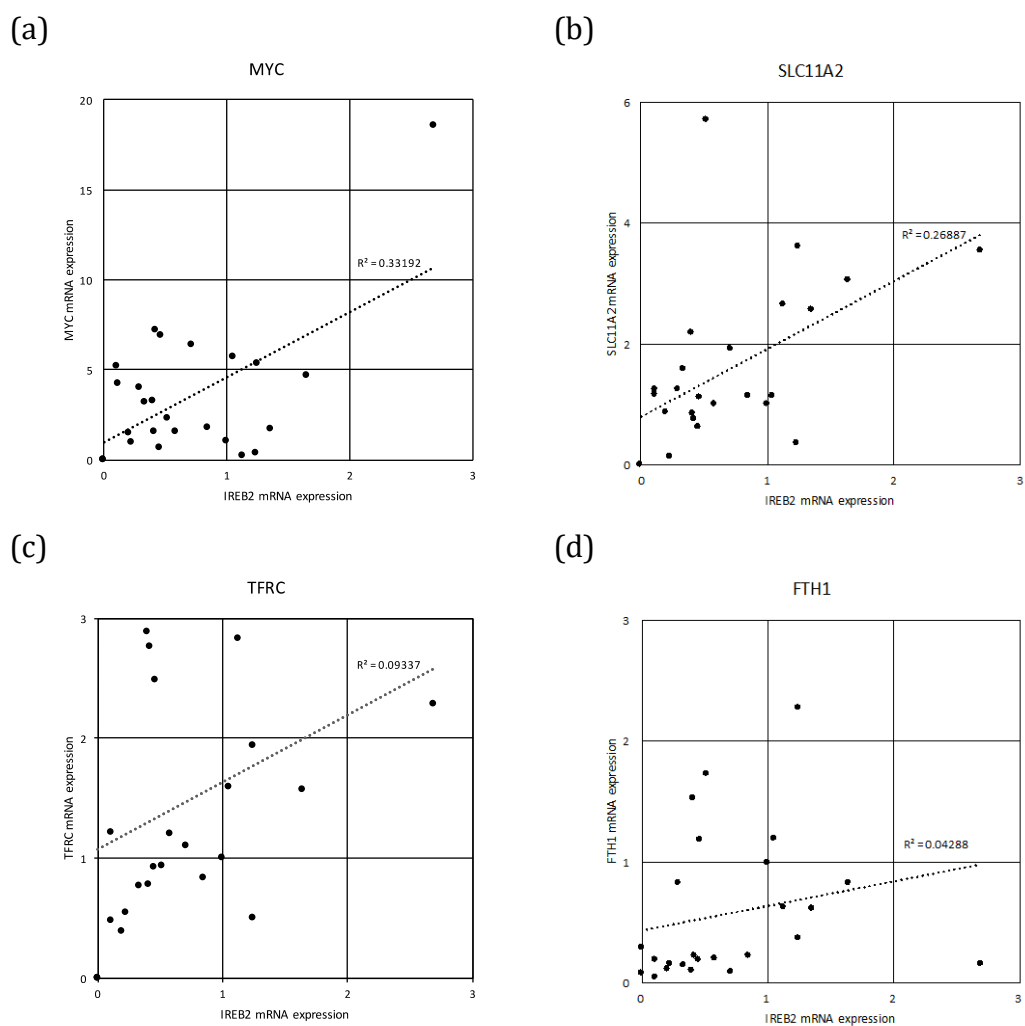 (a)
MYC
20
15
10
5
0
0 1 2 3
MYC mRNA expression
IREB2 mRNA expression
R² = 0.33192
(b)
SLC11A2
6
4
2
0
0 1 2 3
SLC11A2 mRNA expression
IREB2 mRNA expression
R² = 0.26887
(c)
TFRC
3
2
1
0
0 1 2 3
TFRC mRNA expression
IREB2 mRNA expression
R² = 0.09337
(d)
FTH1
3
2
1
0
0 1 2 3
FTH1 mRNA expression
IREB2 mRNA expression
R² = 0.04288